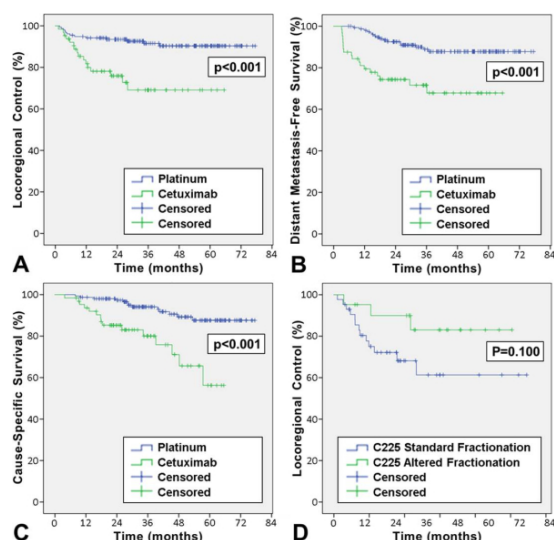 Locoregional Control (%)
100
80
60
40
20
0
p<0.001
Platinum
Cetuximab
Censored
Censored
0 12 24 36 48 60 72 84
Time (months)
A
Distant Metastasis-Free Survival (%)
100
80
60
40
20
0
p<0.001
Platinum
Cetuximab
Censored
Censored
0 12 24 36 48 60 72 84
Time (months)
B
Cause-Specific Survival (%)
100
80
60
40
20
0
p<0.001
Platinum
Cetuximab
Censored
Censored
0 12 24 36 48 60 72 84
Time (months)
C
Locoregional Control (%)
100
80
60
40
20
0
P=0.100
C225 Standard Fractionation
C225 Altered Fractionation
Censored
Censored
0 12 24 36 48 60 72 84
Time (months)
D